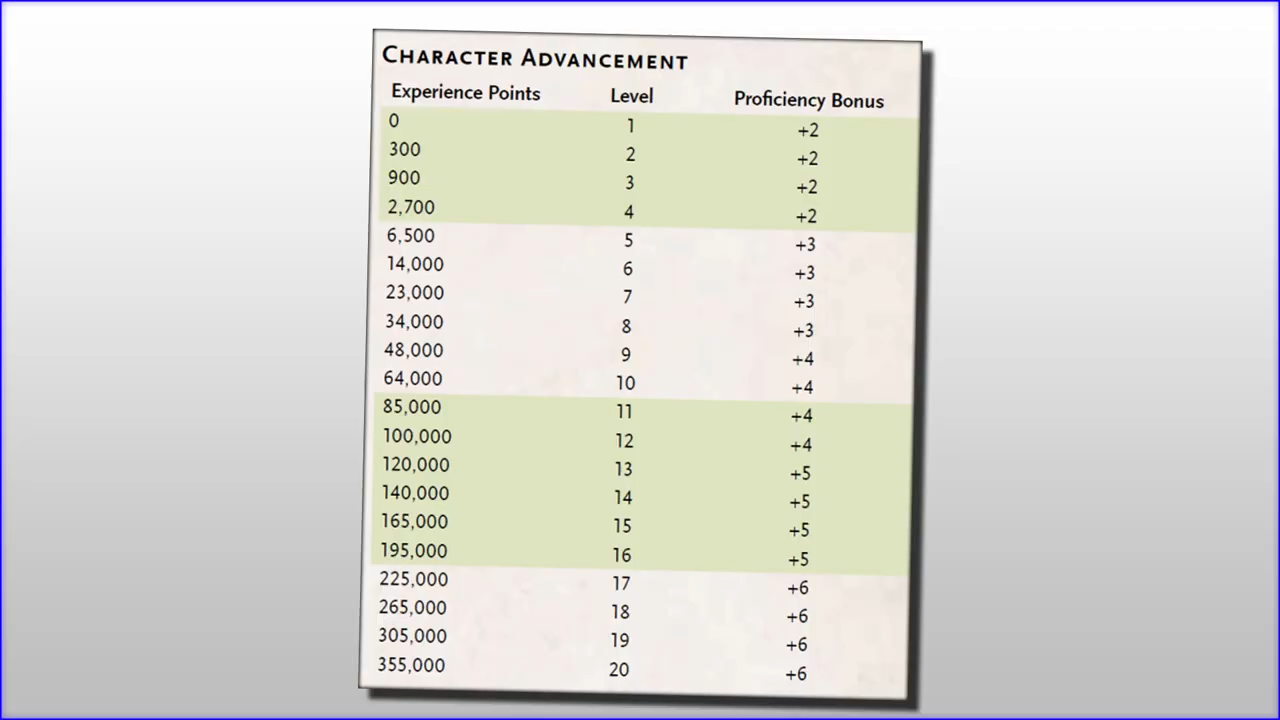 CHARACTER ADVANCEMENT
Experience Points Level Proficiency Bonus
0 1 +2
300 2 +2
900 3 +2
2,700 4 +2
6,500 5 +3
14,000 6 +3
23,000 7 +3
34,000 8 +3
48,000 9 +4
64,000 10 +4
85,000 11 +4
100,000 12 +4
120,000 13 +5
140,000 14 +5
165,000 15 +5
195,000 16 +5
225,000 17 +6
265,000 18 +6
305,000 19 +6
355,000 20 +6